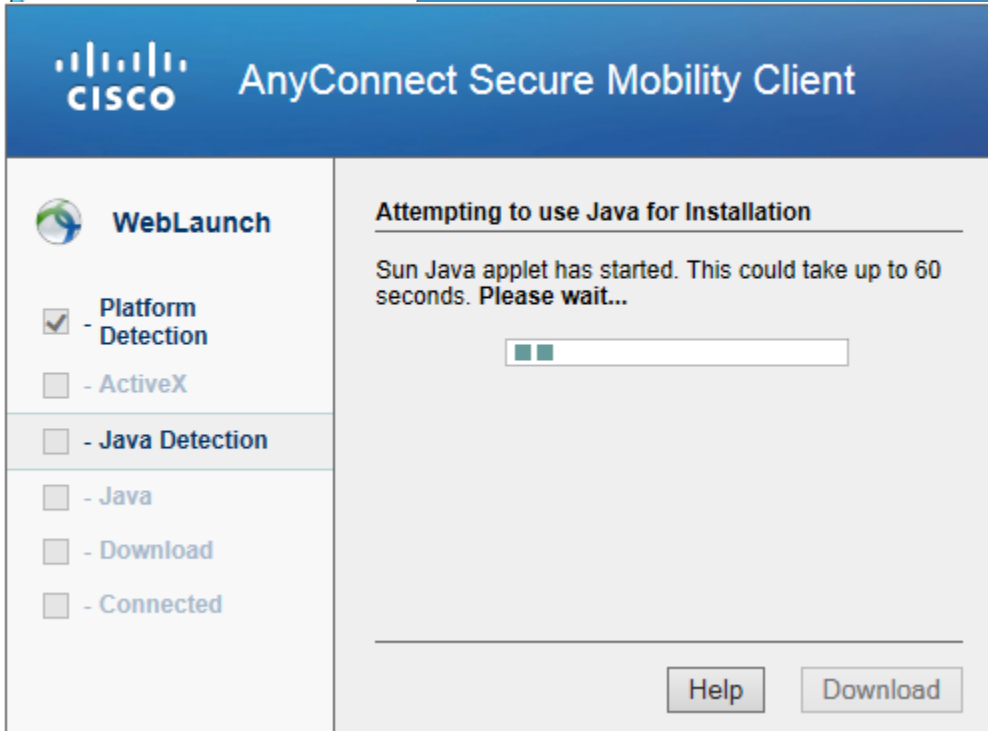 CISCO
AnyConnect Secure Mobility Client
WebLaunch
- Platform
Detection
- ActiveX
- Java Detection
- Java
- Download
- Connected
Attempting to use Java for Installation
Sun Java applet has started. This could take up to 60
seconds. Please wait...
Help
Download